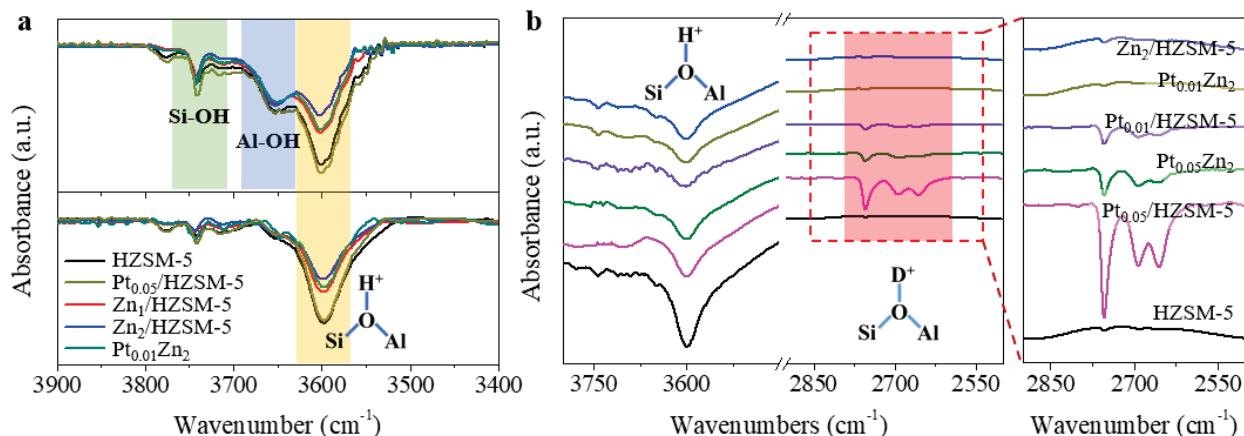 a
Si-OH
Al-OH
Absorbance (a.u.)
HZSM-5
Pt0.05/HZSM-5
Zn1/HZSM-5
Zn2/HZSM-5
Pt0.01Zn2
H+
O
Si Al
3900 3800 3700 3600 3500 3400
Wavenumber (cm-1)
b
H+
O
Si Al
Absorbance (a.u.)
D+
O
Si Al
3750 3600 2850 2700 2550
Wavenumbers (cm-1)
Zn2/HZSM-5
Pt0.01Zn2
Pt0.01/HZSM-5
Pt0.05Zn2
Pt0.05/HZSM-5
HZSM-5
2850 2700 2550
Wavenumber (cm-1)